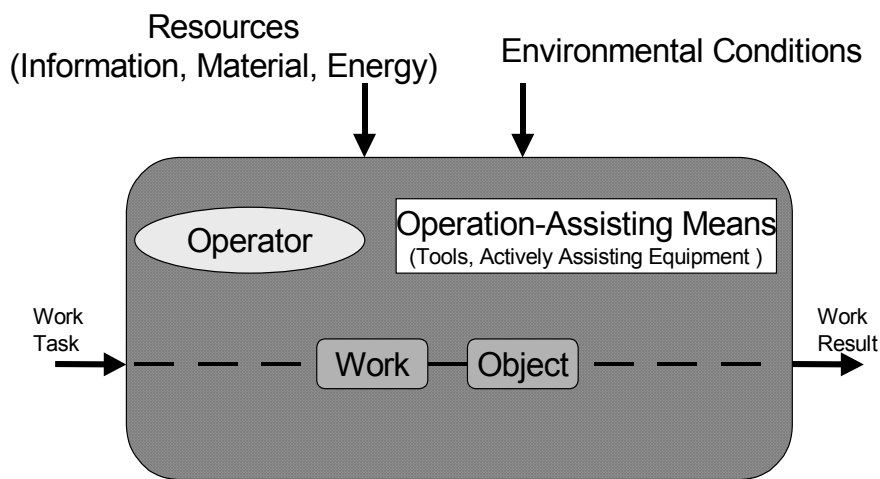 Resources
(Information, Material, Energy)
Environmental Conditions
Operator
Operation-Assisting Means
(Tools, Actively Assisting Equipment )
Work
Task
Work
Object
Work
Result